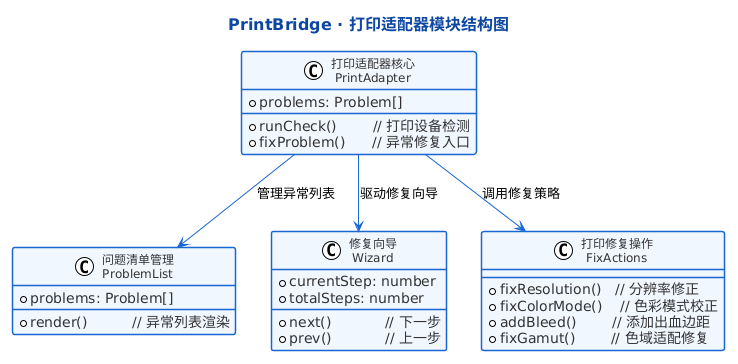 PrintBridge · 打印适配器模块结构图
C
打印适配器核心
PrintAdapter
problems: Problem[]
runCheck() // 打印设备检测
fixProblem() // 异常修复入口
管理异常列表
驱动修复向导
调用修复策略
C
问题清单管理
ProblemList
problems: Problem[]
render() // 异常列表渲染
C
修复向导
Wizard
currentStep: number
totalSteps: number
next() // 下一步
prev() // 上一步
C
打印修复操作
FixActions
fixResolution() // 分辨率修正
fixColorMode() // 色彩模式校正
addBleed() // 添加出血边距
fixGamut() // 色域适配修复